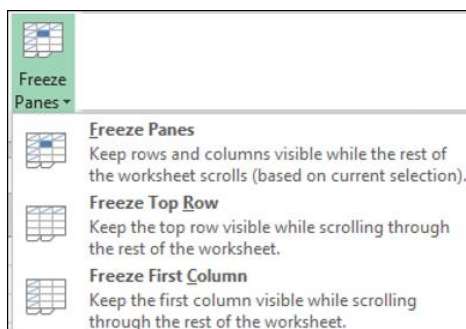 Freeze
Panes
Freeze Panes
Keep rows and columns visible while the rest of
the worksheet scrolls (based on current selection).
Freeze Top Row
Keep the top row visible while scrolling through
the rest of the worksheet.
Freeze First Column
Keep the first column visible while scrolling
through the rest of the worksheet.